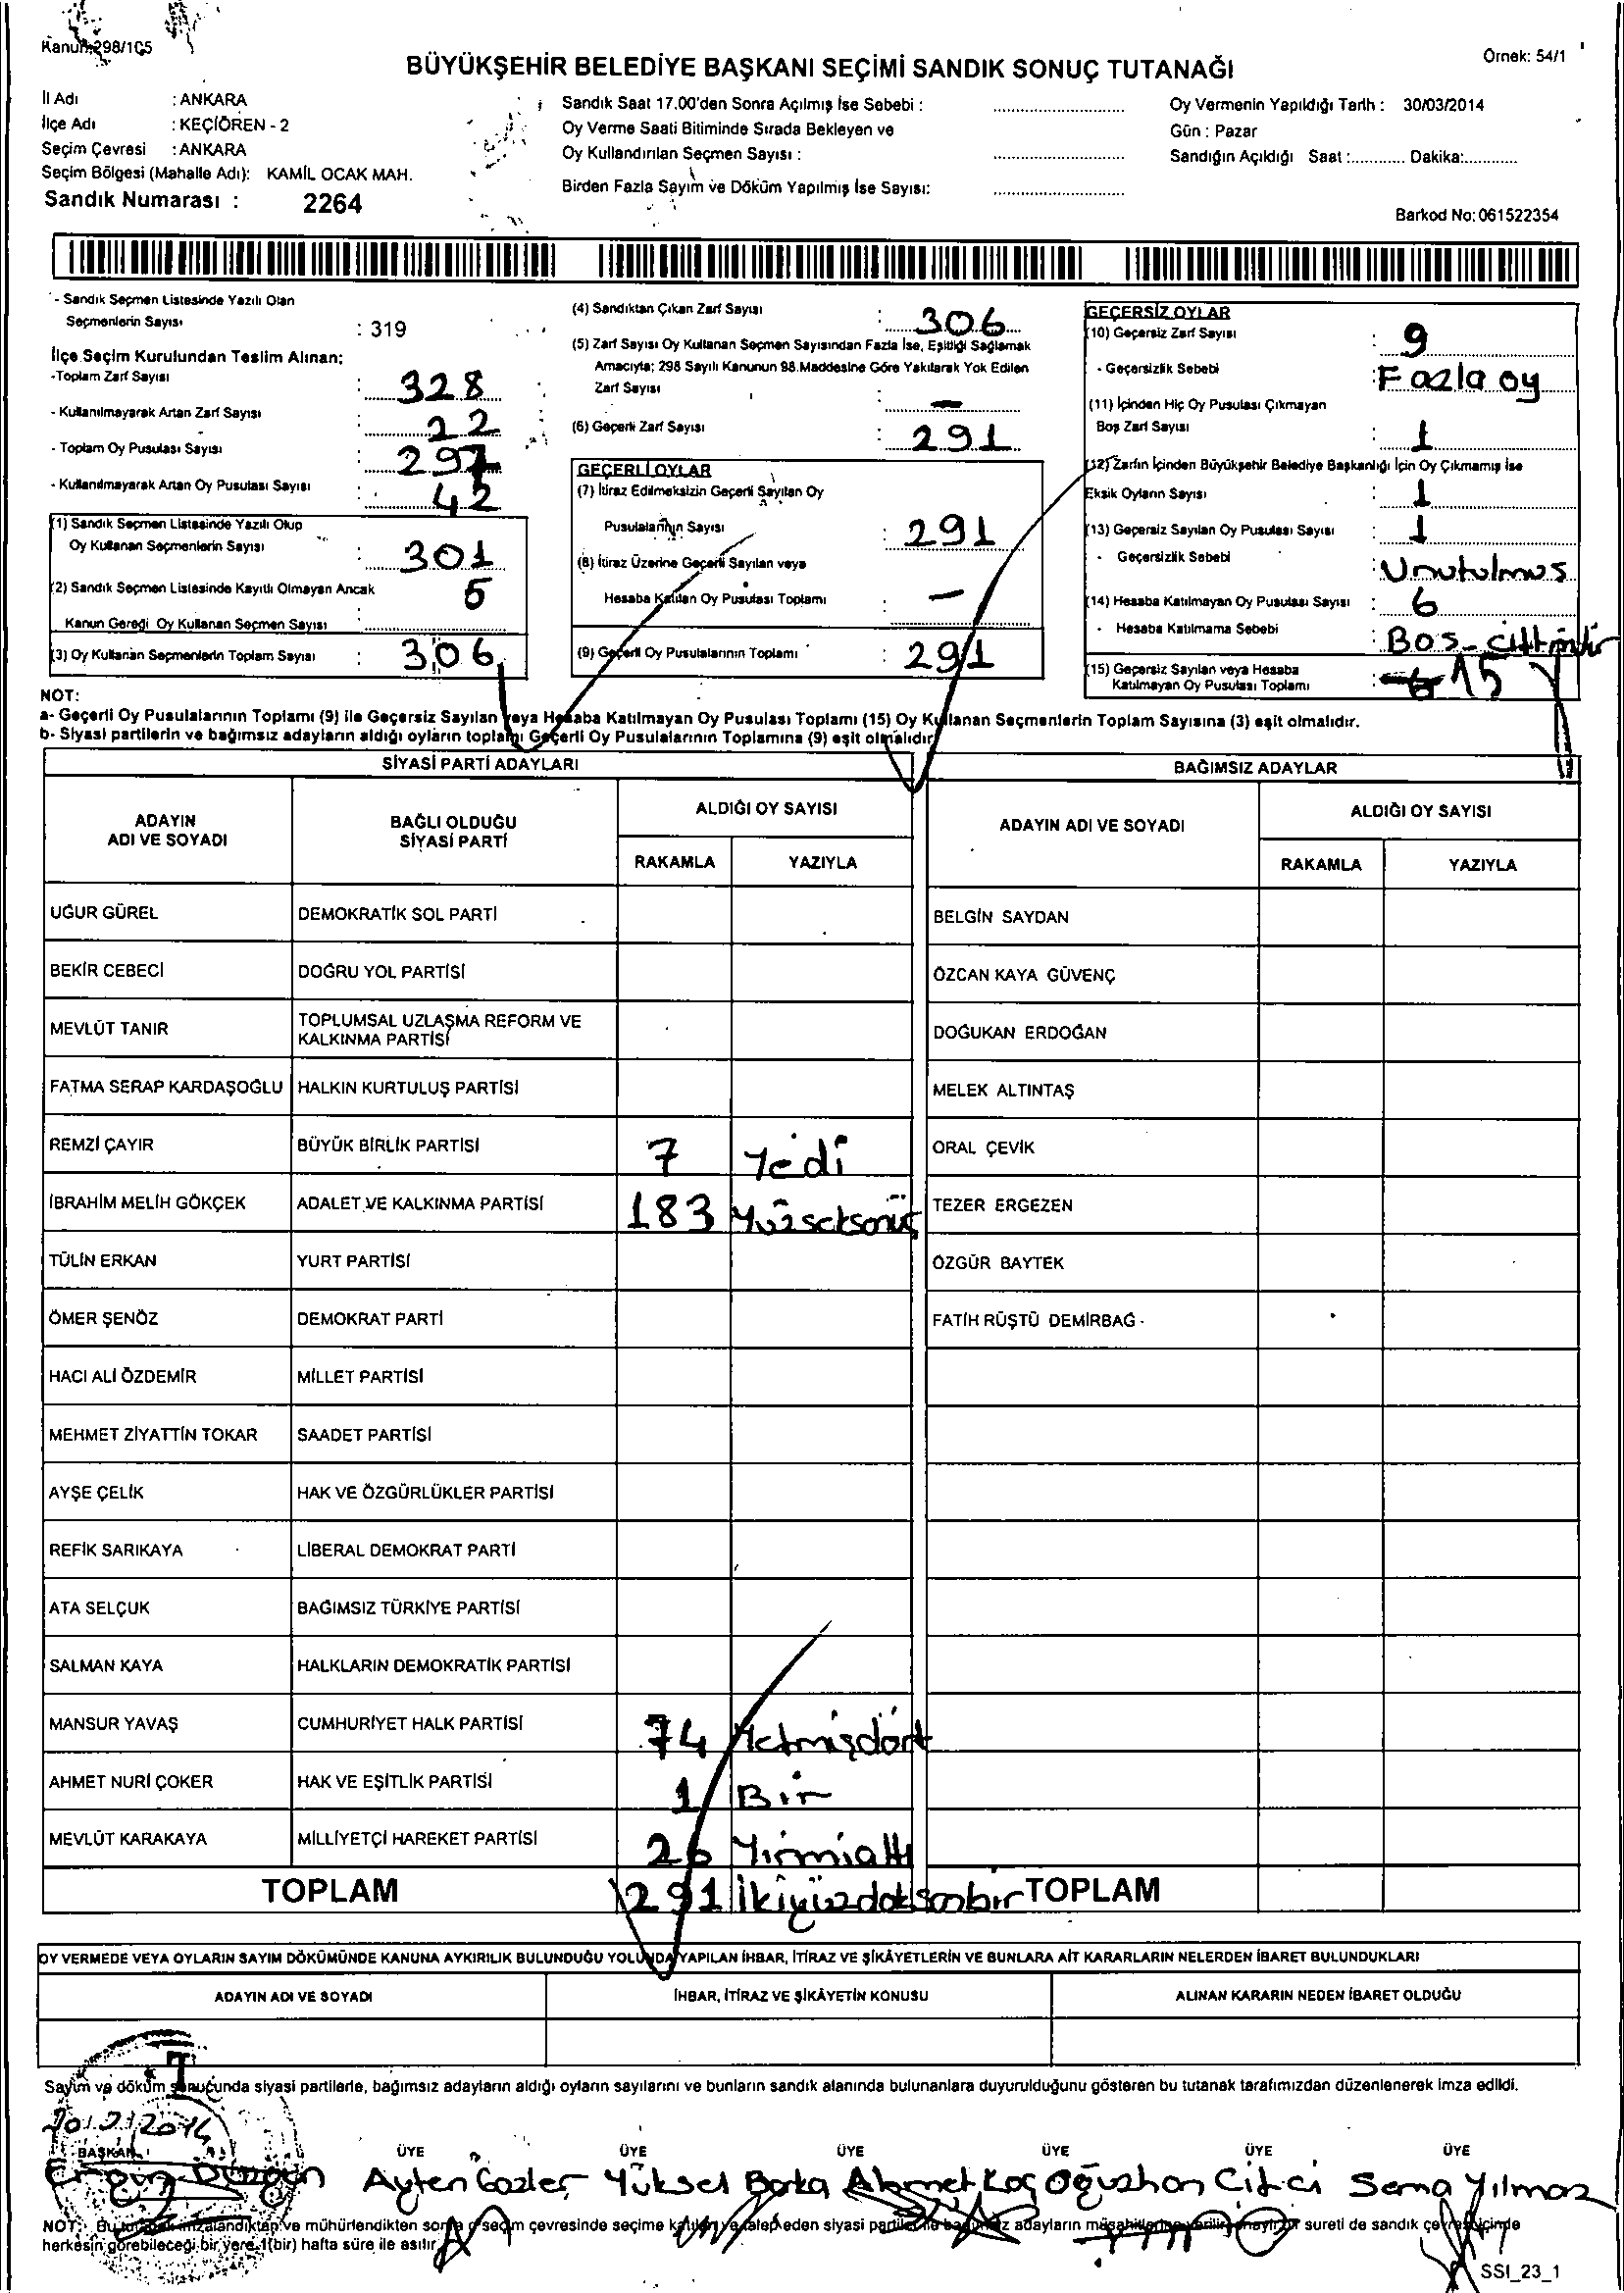 Kanun:298/105
Örnek: 54/1
BÜYÜKŞEHİR BELEDİYE BAŞKANI SEÇİMİ SANDIK SONUÇ TUTANAĞI
İl Adı : ANKARA
İlçe Adı : KEÇİÖREN - 2
Seçim Çevresi : ANKARA
Seçim Bölgesi (Mahalle Adı): KAMİL OCAK MAH.
Sandık Numarası : 2264
Sandık Saat 17.00'den Sonra Açılmış İse Sebebi :
Oy Verme Saati Bitiminde Sırada Bekleyen ve
Oy Kullandırılan Seçmen Sayısı :
Birden Fazla Sayım ve Döküm Yapılmış İse Sayısı:
Oy Vermenin Yapıldığı Tarih : 30/03/2014
Gün : Pazar
Sandığın Açıldığı Saat :............ Dakika:............
Barkod No: 061522354
- Sandık Seçmen Listesinde Yazılı Olan
Seçmenlerin Sayısı : 319
İlçe Seçim Kurulundan Teslim Alınan;
-Toplam Zarf Sayısı : 328
- Kullanılmayarak Artan Zarf Sayısı : 22
- Toplam Oy Pusulası Sayısı : 297
- Kullanılmayarak Artan Oy Pusulası Sayısı : 42
(1) Sandık Seçmen Listesinde Yazılı Olup
Oy Kullanan Seçmenlerin Sayısı : 301
(2) Sandık Seçmen Listesinde Kayıtlı Olmayan Ancak
Kanun Gereği Oy Kullanan Seçmen Sayısı : 5
(3) Oy Kullanan Seçmenlerin Toplam Sayısı : 306
(4) Sandıktan Çıkan Zarf Sayısı : 306
(5) Zarf Sayısı Oy Kullanan Seçmen Sayısından Fazla İse, Eşitliği Sağlamak
Amacıyla; 298 Sayılı Kanunun 98.Maddesine Göre Yakılarak Yok Edilen
Zarf Sayısı : —
(6) Geçerli Zarf Sayısı : 291
GEÇERLİ OYLAR
(7) İtiraz Edilmeksizin Geçerli Sayılan Oy
Pusulalarının Sayısı : 291
(8) İtiraz Üzerine Geçerli Sayılan veya
Hesaba Katılan Oy Pusulası Toplamı : —
(9) Geçerli Oy Pusulalarının Toplamı : 291
GEÇERSİZ OYLAR
(10) Geçersiz Zarf Sayısı : 9
- Geçersizlik Sebebi : Fazla oy
(11) İçinden Hiç Oy Pusulası Çıkmayan
Boş Zarf Sayısı : 1
(12) Zarfın İçinden Büyükşehir Belediye Başkanlığı İçin Oy Çıkmamış İse
Eksik Oyların Sayısı : 1
(13) Geçersiz Sayılan Oy Pusulası Sayısı : 1
- Geçersizlik Sebebi : Unutulmus
(14) Hesaba Katılmayan Oy Pusulası Sayısı : 6
- Hesaba Katılmama Sebebi : Bos-
(15) Geçersiz Sayılan veya Hesaba
Katılmayan Oy Pusulası Toplamı : 6 15
NOT:
a- Geçerli Oy Pusulalarının Toplamı (9) ile Geçersiz Sayılan veya Hesaba Katılmayan Oy Pusulası Toplamı (15) Oy Kullanan Seçmenlerin Toplam Sayısına (3) eşit olmalıdır.
b- Siyasi partilerin ve bağımsız adayların aldığı oyların toplamı Geçerli Oy Pusulalarının Toplamına (9) eşit olmalıdır
SİYASİ PARTİ ADAYLARI
ADAYIN ADI VE SOYADI
BAĞLI OLDUĞU SİYASİ PARTİ
ALDIĞI OY SAYISI
RAKAMLA YAZIYLA
UĞUR GÜREL DEMOKRATİK SOL PARTİ
BEKİR CEBECİ DOĞRU YOL PARTİSİ
MEVLÜT TANIR TOPLUMSAL UZLAŞMA REFORM VE
KALKINMA PARTİSİ
FATMA SERAP KARDAŞOĞLU HALKIN KURTULUŞ PARTİSİ
REMZİ ÇAYIR BÜYÜK BİRLİK PARTİSİ 7 Yedi
İBRAHİM MELİH GÖKÇEK ADALET VE KALKINMA PARTİSİ 183 Yüzseksenüç
TÜLİN ERKAN YURT PARTİSİ
ÖMER ŞENÖZ DEMOKRAT PARTİ
HACI ALİ ÖZDEMİR MİLLET PARTİSİ
MEHMET ZİYATTİN TOKAR SAADET PARTİSİ
AYŞE ÇELİK HAK VE ÖZGÜRLÜKLER PARTİSİ
REFİK SARIKAYA LİBERAL DEMOKRAT PARTİ
ATA SELÇUK BAĞIMSIZ TÜRKİYE PARTİSİ
SALMAN KAYA HALKLARIN DEMOKRATİK PARTİSİ
MANSUR YAVAŞ CUMHURİYET HALK PARTİSİ 74 Yetmişdört
AHMET NURİ ÇOKER HAK VE EŞİTLİK PARTİSİ 1 Bir
MEVLÜT KARAKAYA MİLLİYETÇİ HAREKET PARTİSİ 26 Yirmialtı
TOPLAM 291 İkiyüzdoksanbir
BAĞIMSIZ ADAYLAR
ADAYIN ADI VE SOYADI
ALDIĞI OY SAYISI
RAKAMLA YAZIYLA
BELGİN SAYDAN
ÖZCAN KAYA GÜVENÇ
DOĞUKAN ERDOĞAN
MELEK ALTINTAŞ
ORAL ÇEVİK
TEZER ERGEZEN
ÖZGÜR BAYTEK
FATİH RÜŞTÜ DEMİRBAĞ
TOPLAM
OY VERMEDE VEYA OYLARIN SAYIM DÖKÜMÜNDE KANUNA AYKIRILIK BULUNDUĞU YOLUNDA YAPILAN İHBAR, İTİRAZ VE ŞİKÂYETLERİN VE BUNLARA AİT KARARLARIN NELERDEN İBARET BULUNDUKLARI
ADAYIN ADI VE SOYADI İHBAR, İTİRAZ VE ŞİKÂYETİN KONUSU ALINAN KARARIN NEDEN İBARET OLDUĞU
Sayım ve döküm sonucunda siyasi partilerle, bağımsız adayların aldığı oyların sayılarını ve bunların sandık alanında bulunanlara duyurulduğunu gösteren bu tutanak tarafımızdan düzenlenerek imza edildi.
BAŞKAN ÜYE ÜYE ÜYE ÜYE ÜYE ÜYE
Ergün Ayten Gozler Yüksel Ahmet Koç Oğuzhan Çiftci Sema Yılmaz
NOT: Bu tutanak imzalandıktan ve mühürlendikten sonra o seçim çevresinde seçime katılan ve talep eden siyasi partiler ile bağımsız adayların müşahitlerine verilir, onaylı bir sureti de sandık çevresi içinde
herkesin görebileceği bir yere 1(bir) hafta süre ile asılır
SSI_23_1